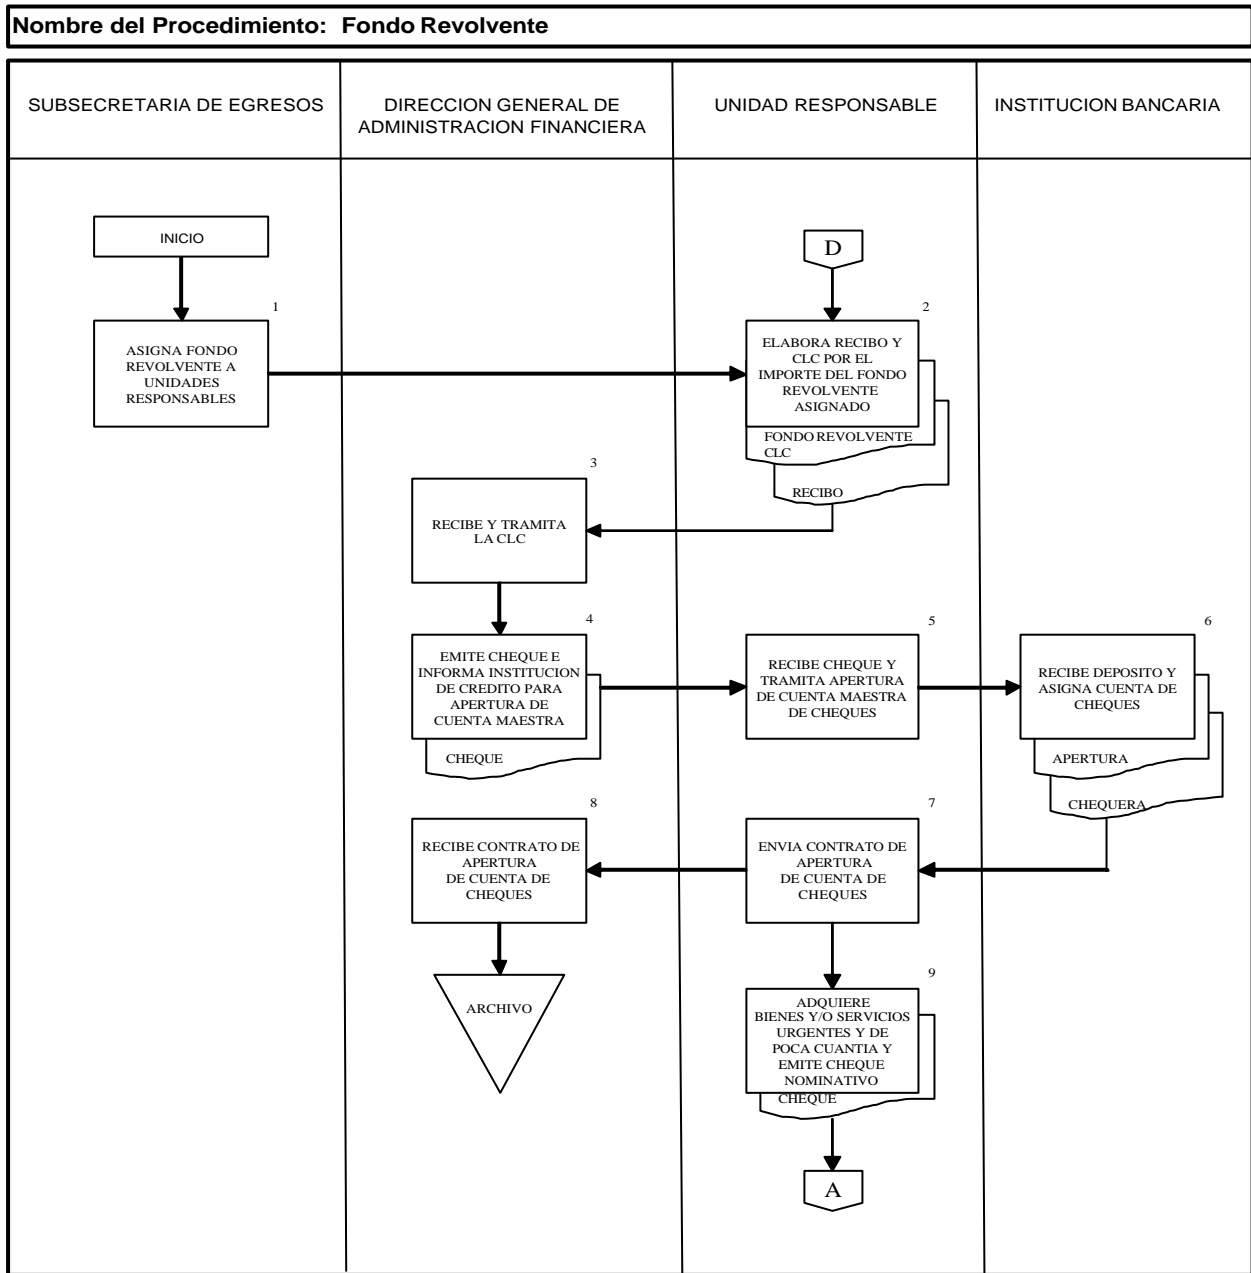 Nombre del Procedimiento: Fondo Revolvente
SUBSECRETARIA DE EGRESOS
DIRECCION GENERAL DE
ADMINISTRACION FINANCIERA
UNIDAD RESPONSABLE
INSTITUCION BANCARIA
INICIO
D
1
ASIGNA FONDO
REVOLVENTE A
UNIDADES
RESPONSABLES
2
ELABORA RECIBO Y
CLC POR EL
IMPORTE DEL FONDO
REVOLVENTE
ASIGNADO
FONDO REVOLVENTE
CLC
RECIBO
3
RECIBE Y TRAMITA
LA CLC
4
EMITE CHEQUE E
INFORMA INSTITUCION
DE CREDITO PARA
APERTURA DE
CUENTA MAESTRA
CHEQUE
5
RECIBE CHEQUE Y
TRAMITA APERTURA
DE CUENTA MAESTRA
DE CHEQUES
6
RECIBE DEPOSITO Y
ASIGNA CUENTA DE
CHEQUES
APERTURA
CHEQUERA
7
ENVIA CONTRATO DE
APERTURA
DE CUENTA DE
CHEQUES
8
RECIBE CONTRATO DE
APERTURA
DE CUENTA DE
CHEQUES
ARCHIVO
9
ADQUIERE
BIENES Y/O SERVICIOS
URGENTES Y DE
POCA CUANTIA Y
EMITE CHEQUE
NOMINATIVO
CHEQUE
A